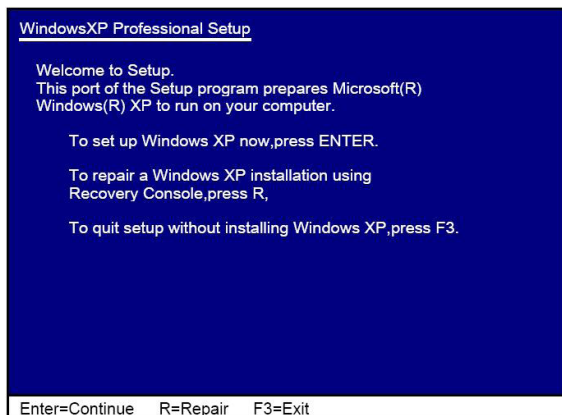 WindowsXP Professional Setup
Welcome to Setup.
This port of the Setup program prepares Microsoft(R)
Windows(R) XP to run on your computer.
To set up Windows XP now,press ENTER.
To repair a Windows XP installation using
Recovery Console,press R,
To quit setup without installing Windows XP,press F3.
Enter=Continue R=Repair F3=Exit